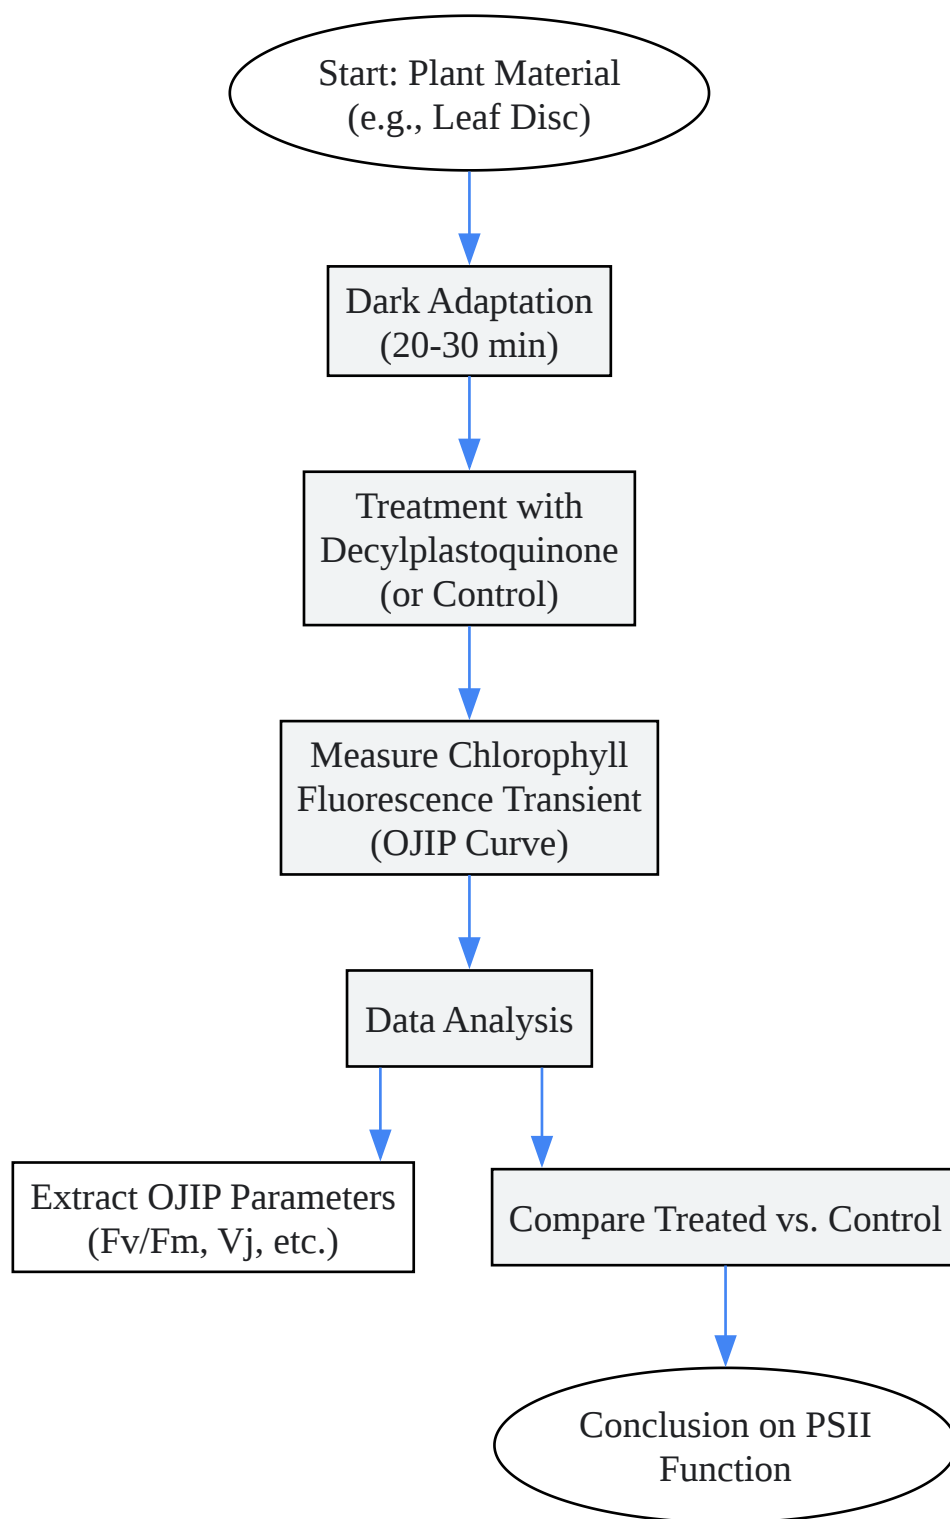 Start: Plant Material
(e.g., Leaf Disc)
Dark Adaptation
(20-30 min)
Treatment with
Decylplastoquinone
(or Control)
Measure Chlorophyll
Fluorescence Transient
(OJIP Curve)
Data Analysis
Extract OJIP Parameters
(Fv/Fm, Vj, etc.)
Compare Treated vs. Control
Conclusion on PSII
Function